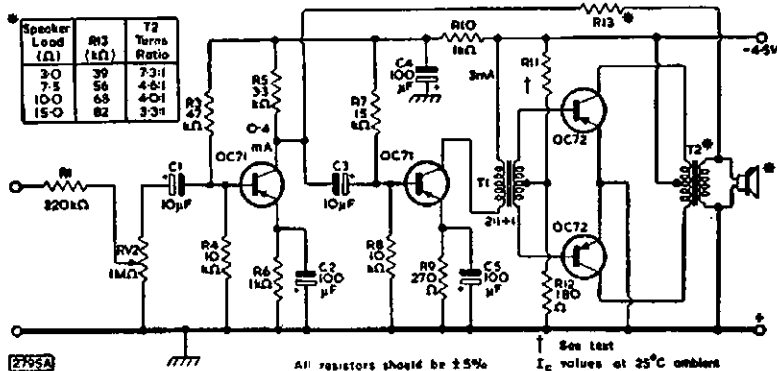 *
Speaker Load (Ω) R13 (kΩ) T2 Turns Ratio
3·0 39 7·3:1
7·5 56 4·6:1
10·0 68 4·0:1
15·0 82 3·3:1
R10
1kΩ
R13
*
-4·5V
R3
47
kΩ
R5
3·3
kΩ
C4
100
μF
+
R7
15
kΩ
3mA
R11
↑
0·4
mA
OC71
OC71
OC72
T2*
*
R1
220kΩ
C1
+
10μF
C3
+
10μF
T1
2:1+1
OC72
RV2
1MΩ
R4
10
kΩ
R6
1kΩ
C2
100
μF
+
R8
10
kΩ
R9
270
Ω
C5
100
μF
+
R12
180
Ω
+
2795A
All resistors should be ±5%
↑ See text
Ic values at 25°C ambient